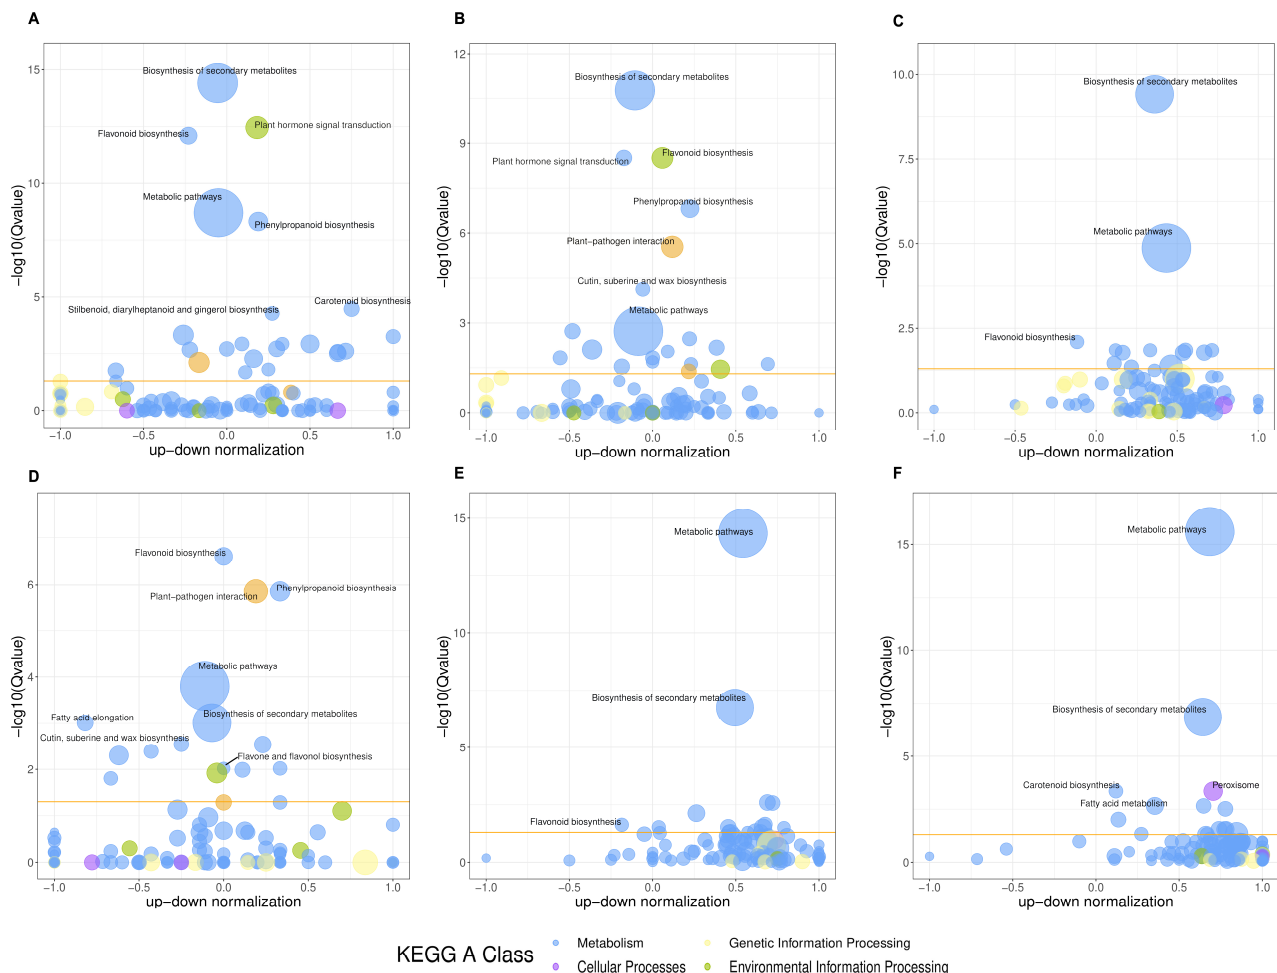 A
15
10
5
0
−1.0
−0.5
0.0
0.5
1.0
−log10(Qvalue)
up−down normalization
Biosynthesis of secondary metabolites
Plant hormone signal transduction
Flavonoid biosynthesis
Metabolic pathways
Phenylpropanoid biosynthesis
Carotenoid biosynthesis
Stilbenoid, diarylheptanoid and gingerol biosynthesis
B
12
9
6
3
0
−1.0
−0.5
0.0
0.5
1.0
−log10(Qvalue)
up−down normalization
Biosynthesis of secondary metabolites
Flavonoid biosynthesis
Plant hormone signal transduction
Phenylpropanoid biosynthesis
Plant−pathogen interaction
Cutin, suberine and wax biosynthesis
Metabolic pathways
C
10.0
7.5
5.0
2.5
0.0
−1.0
−0.5
0.0
0.5
1.0
−log10(Qvalue)
up−down normalization
Biosynthesis of secondary metabolites
Metabolic pathways
Flavonoid biosynthesis
D
6
4
2
0
−1.0
−0.5
0.0
0.5
1.0
−log10(Qvalue)
up−down normalization
Flavonoid biosynthesis
Phenylpropanoid biosynthesis
Plant−pathogen interaction
Metabolic pathways
Biosynthesis of secondary metabolites
Fatty acid elongation
Cutin, suberine and wax biosynthesis
Flavone and flavonol biosynthesis
E
15
10
5
0
−1.0
−0.5
0.0
0.5
1.0
−log10(Qvalue)
up−down normalization
Metabolic pathways
Biosynthesis of secondary metabolites
Flavonoid biosynthesis
F
15
10
5
0
−1.0
−0.5
0.0
0.5
1.0
−log10(Qvalue)
up−down normalization
Metabolic pathways
Biosynthesis of secondary metabolites
Carotenoid biosynthesis
Peroxisome
Fatty acid metabolism
KEGG A Class
Metabolism
Genetic Information Processing
Cellular Processes
Environmental Information Processing